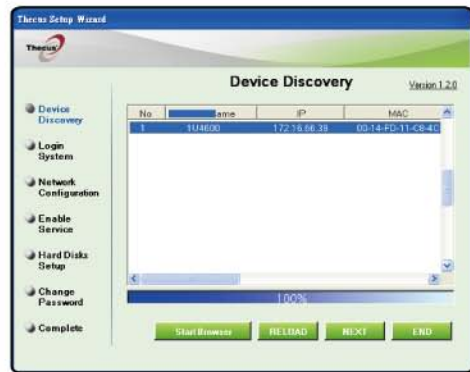 Thecus Setup Wizard
Thecus
Device Discovery
Version 1.2.0
Device
Discovery
Login
System
Network
Configuration
Enable
Service
Hard Disks
Setup
Change
Password
Complete
No ame IP MAC
1 1U4600 172.16.66.39 00-14-FD-11-C8-4C
100%
Start Browser RELOAD NEXT END